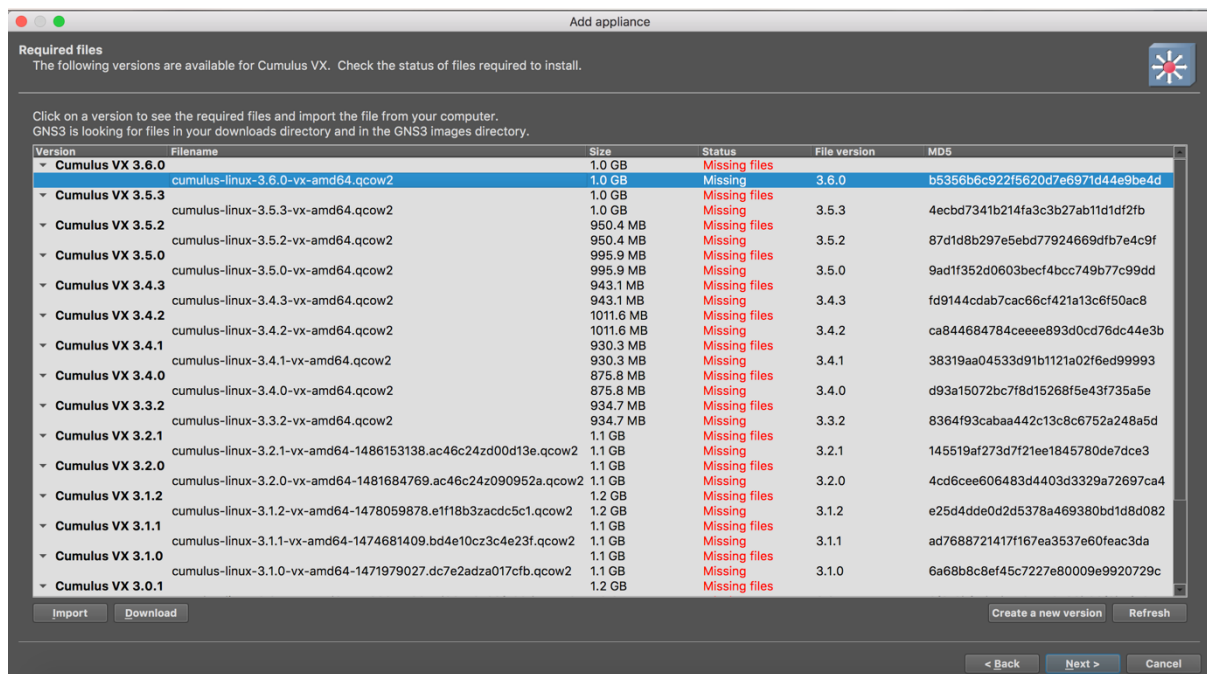 Add appliance
Required files
The following versions are available for Cumulus VX. Check the status of files required to install.
Click on a version to see the required files and import the file from your computer.
GNS3 is looking for files in your downloads directory and in the GNS3 images directory.
Version Filename Size Status File version MD5
Cumulus VX 3.6.0 1.0 GB Missing files
cumulus-linux-3.6.0-vx-amd64.qcow2 1.0 GB Missing 3.6.0 b5356b6c922f5620d7e6971d44e9be4d
Cumulus VX 3.5.3 1.0 GB Missing files
cumulus-linux-3.5.3-vx-amd64.qcow2 1.0 GB Missing 3.5.3 4ecbd7341b214fa3c3b27ab11d1df2fb
Cumulus VX 3.5.2 950.4 MB Missing files
cumulus-linux-3.5.2-vx-amd64.qcow2 950.4 MB Missing 3.5.2 87d1d8b297e5ebd77924669dfb7e4c9f
Cumulus VX 3.5.0 995.9 MB Missing files
cumulus-linux-3.5.0-vx-amd64.qcow2 995.9 MB Missing 3.5.0 9ad1f352d0603becf4bcc749b77c99dd
Cumulus VX 3.4.3 943.1 MB Missing files
cumulus-linux-3.4.3-vx-amd64.qcow2 943.1 MB Missing 3.4.3 fd9144cdab7cac66cf421a13c6f50ac8
Cumulus VX 3.4.2 1011.6 MB Missing files
cumulus-linux-3.4.2-vx-amd64.qcow2 1011.6 MB Missing 3.4.2 ca844684784ceeee893d0cd76dc44e3b
Cumulus VX 3.4.1 930.3 MB Missing files
cumulus-linux-3.4.1-vx-amd64.qcow2 930.3 MB Missing 3.4.1 38319aa04533d91b1121a02f6ed99993
Cumulus VX 3.4.0 875.8 MB Missing files
cumulus-linux-3.4.0-vx-amd64.qcow2 875.8 MB Missing 3.4.0 d93a15072bc7f8d15268f5e43f735a5e
Cumulus VX 3.3.2 934.7 MB Missing files
cumulus-linux-3.3.2-vx-amd64.qcow2 934.7 MB Missing 3.3.2 8364f93cabaa442c13c8c6752a248a5d
Cumulus VX 3.2.1 1.1 GB Missing files
cumulus-linux-3.2.1-vx-amd64-1486153138.ac46c24zd00d13e.qcow2 1.1 GB Missing 3.2.1 145519af273d7f21ee1845780de7dce3
Cumulus VX 3.2.0 1.1 GB Missing files
cumulus-linux-3.2.0-vx-amd64-1481684769.ac46c24z090952a.qcow2 1.1 GB Missing 3.2.0 4cd6cee606483d4403d3329a72697ca4
Cumulus VX 3.1.2 1.2 GB Missing files
cumulus-linux-3.1.2-vx-amd64-1478059878.e1f18b3zacdc5c1.qcow2 1.2 GB Missing 3.1.2 e25d4dde0d2d5378a469380bd1d8d082
Cumulus VX 3.1.1 1.1 GB Missing files
cumulus-linux-3.1.1-vx-amd64-1474681409.bd4e10cz3c4e23f.qcow2 1.1 GB Missing 3.1.1 ad7688721417f167ea3537e60feac3da
Cumulus VX 3.1.0 1.1 GB Missing files
cumulus-linux-3.1.0-vx-amd64-1471979027.dc7e2adza017cfb.qcow2 1.1 GB Missing 3.1.0 6a68b8c8ef45c7227e80009e9920729c
Cumulus VX 3.0.1 1.2 GB Missing files
Import Download Create a new version Refresh
< Back Next > Cancel